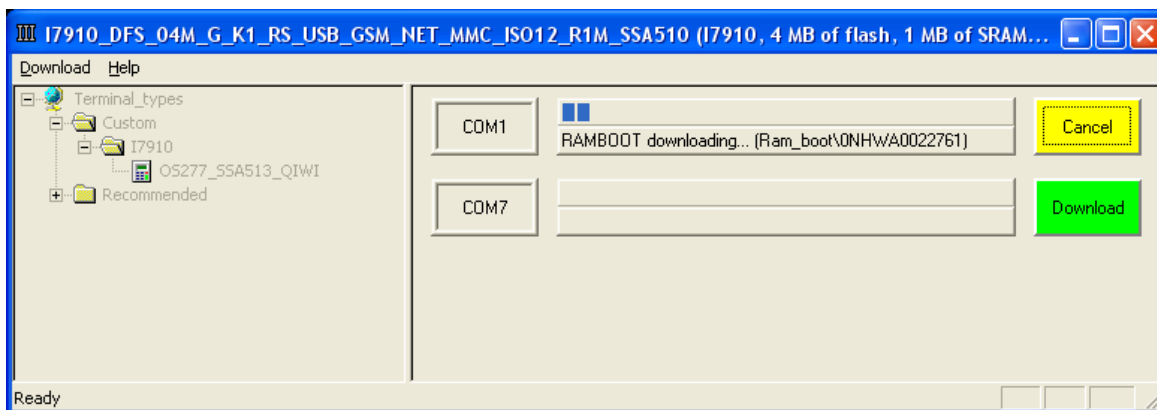 I7910_DFS_04M_G_K1_RS_USB_GSM_NET_MMC_ISO12_R1M_SSA510 (I7910, 4 MB of flash, 1 MB of SRAM...
Download Help
Terminal_types
Custom
I7910
OS277_SSA513_QIWI
Recommended
COM1
RAMBOOT downloading... (Ram_boot\0NHWA0022761)
Cancel
COM7
Download
Ready